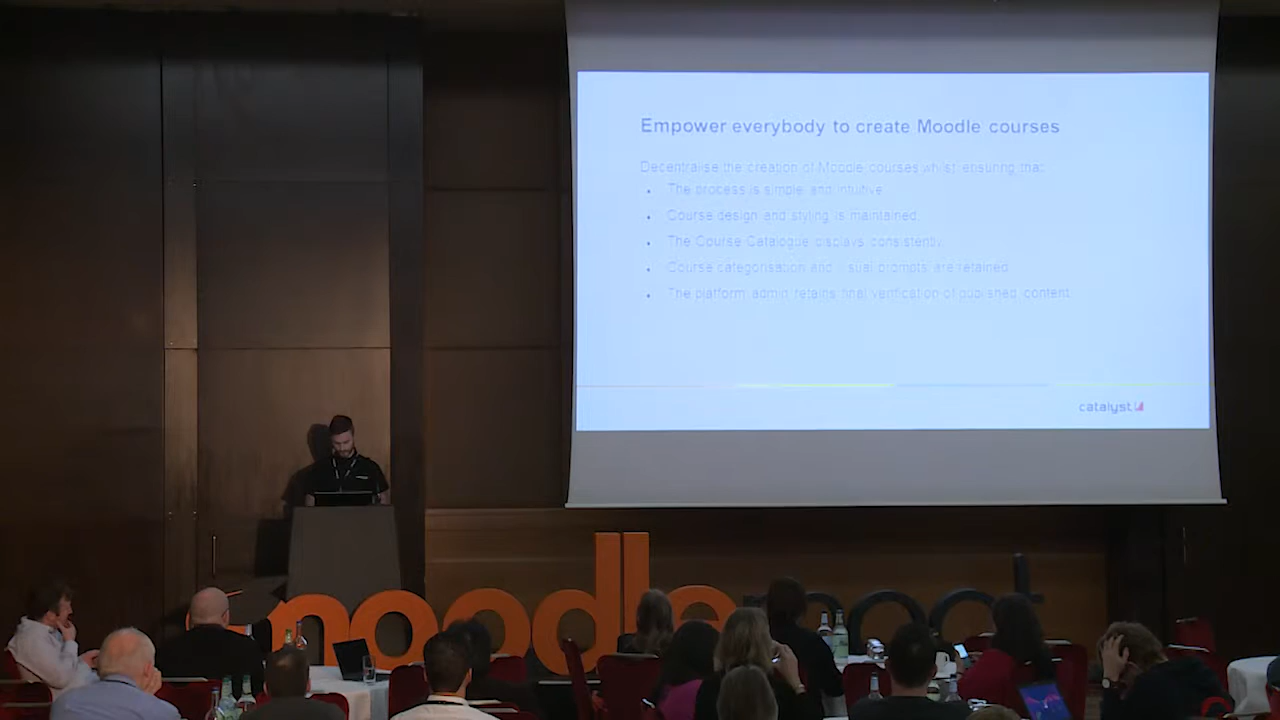 Empower everybody to create Moodle courses
Decentralise the creation of Moodle courses whilst ensuring that:
• The process is simple and intuitive
• Course design and styling is maintained.
• The Course Catalogue displays consistently.
• Course categorisation and visual prompts are retained
• The platform admin retains final verification of published content.
catalyst
moodlemoot